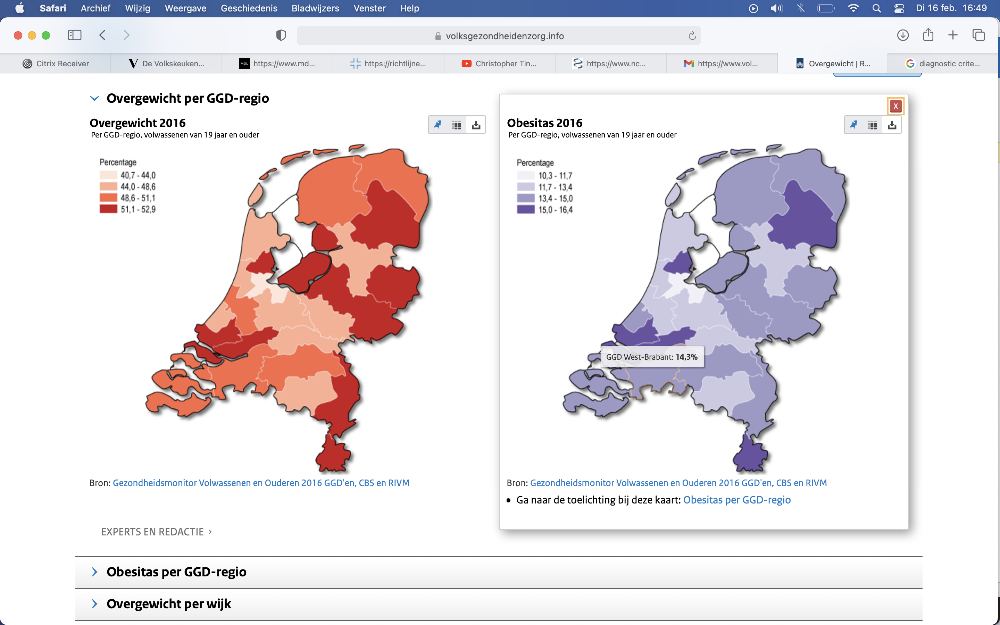 Safari Archief Wijzig Weergave Geschiedenis Bladwijzers Venster Help Di 16 feb. 16:49
volksgezondheidenzorg.info
Citrix Receiver De Volkskeuken... MDL https://www.md... https://richtlijne... Christopher Tin... https://www.nc... https://www.vol... Overgewicht | R... diagnostic crite...
Overgewicht per GGD-regio
Overgewicht 2016
Per GGD-regio, volwassenen van 19 jaar en ouder
Percentage
40,7 - 44,0
44,0 - 48,6
48,6 - 51,1
51,1 - 52,9
Bron: Gezondheidsmonitor Volwassenen en Ouderen 2016 GGD'en, CBS en RIVM
X
Obesitas 2016
Per GGD-regio, volwassenen van 19 jaar en ouder
Percentage
10,3 - 11,7
11,7 - 13,4
13,4 - 15,0
15,0 - 16,4
GGD West-Brabant: 14,3%
Bron: Gezondheidsmonitor Volwassenen en Ouderen 2016 GGD'en, CBS en RIVM
• Ga naar de toelichting bij deze kaart: Obesitas per GGD-regio
EXPERTS EN REDACTIE ›
Obesitas per GGD-regio
Overgewicht per wijk